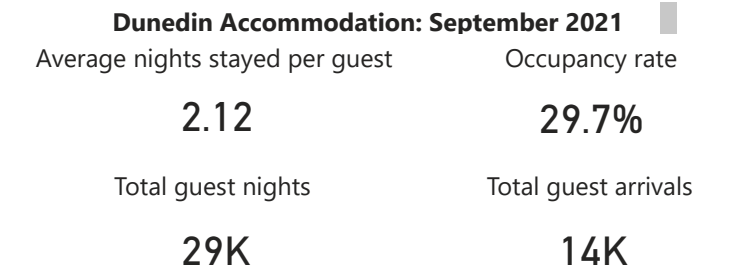 Dunedin Accommodation: September 2021
Average nights stayed per guest
Occupancy rate
2.12
29.7%
Total guest nights
Total guest arrivals
29K
14K